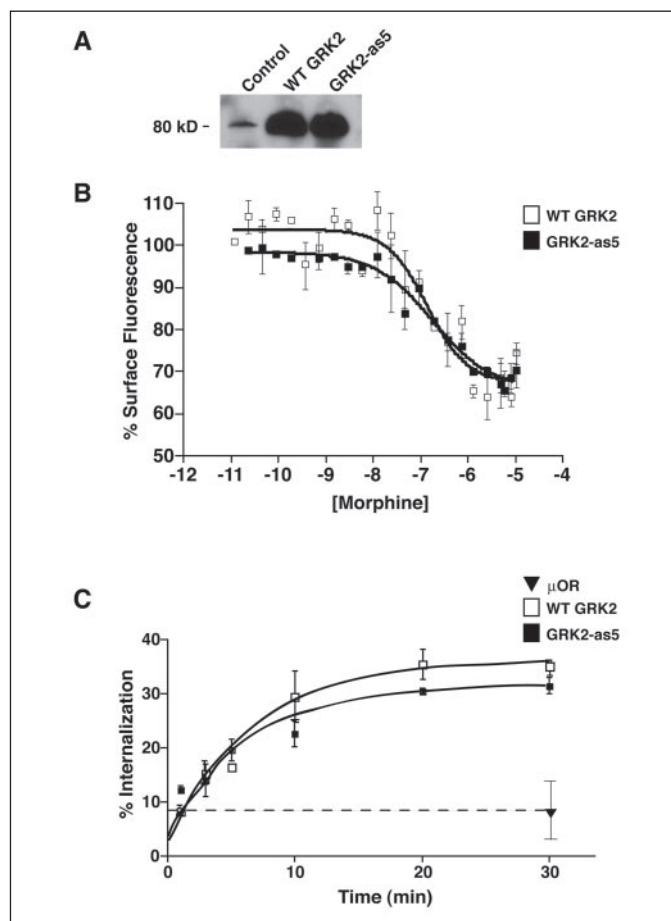 A
Control
WT GRK2
GRK2-as5
80 kD -
B
110
100
90
80
70
60
50
% Surface Fluorescence
WT GRK2
GRK2-as5
-12 -11 -10 -9 -8 -7 -6 -5 -4
[Morphine]
C
μOR
WT GRK2
GRK2-as5
40
30
20
10
0
% Internalization
0 10 20 30
Time (min)